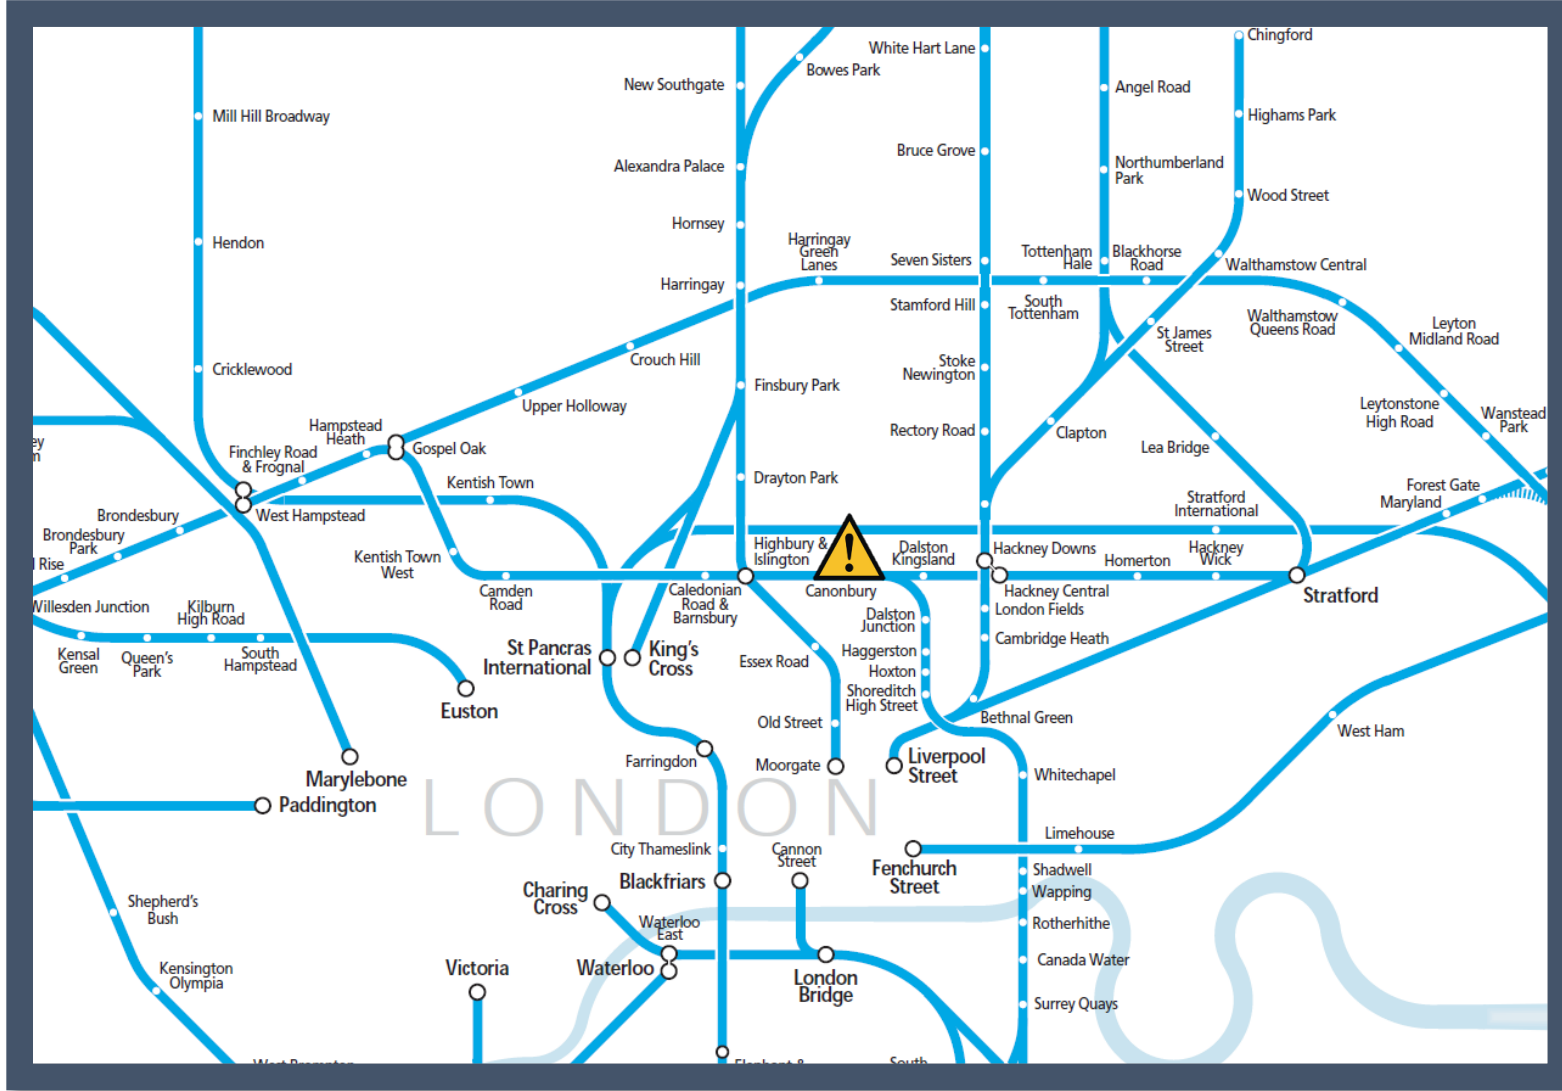 Chingford
White Hart Lane
Bowes Park
New Southgate
Angel Road
Highams Park
Mill Hill Broadway
Bruce Grove
Alexandra Palace
Northumberland
Park
Wood Street
Hornsey
Hendon
Harringay
Green
Lanes
Seven Sisters
Tottenham
Hale
Blackhorse
Road
Walthamstow Central
Harringay
Stamford Hill
South
Tottenham
Walthamstow
Queens Road
Leyton
Midland Road
St James
Street
Crouch Hill
Stoke
Newington
Cricklewood
Finsbury Park
Upper Holloway
Leytonstone
High Road
Wanstead
Park
Hampstead
Heath
Gospel Oak
Rectory Road
Clapton
Lea Bridge
ey
m
Finchley Road
& Frognal
Kentish Town
Drayton Park
Forest Gate
Maryland
Stratford
International
Brondesbury
West Hampstead
Brondesbury
Park
l Rise
Kentish Town
West
Highbury &
Islington
Dalston
Kingsland
Hackney Downs
Homerton
Hackney
Wick
Camden
Road
Caledonian
Road &
Barnsbury
Canonbury
Hackney Central
Stratford
Willesden Junction
Kilburn
High Road
London Fields
Dalston
Junction
Cambridge Heath
Kensal
Green
Queen's
Park
South
Hampstead
St Pancras
International
King's
Cross
Essex Road
Haggerston
Hoxton
Shoreditch
High Street
Euston
Old Street
Bethnal Green
West Ham
Farringdon
Moorgate
Liverpool
Street
Whitechapel
Marylebone
Paddington
LONDON
Limehouse
City Thameslink
Cannon
Street
Fenchurch
Street
Shadwell
Blackfriars
Charing
Cross
Wapping
Shepherd's
Bush
Waterloo
East
Rotherhithe
Kensington
Olympia
Victoria
Waterloo
London
Bridge
Canada Water
Surrey Quays
West Brompton
Elephant &
South